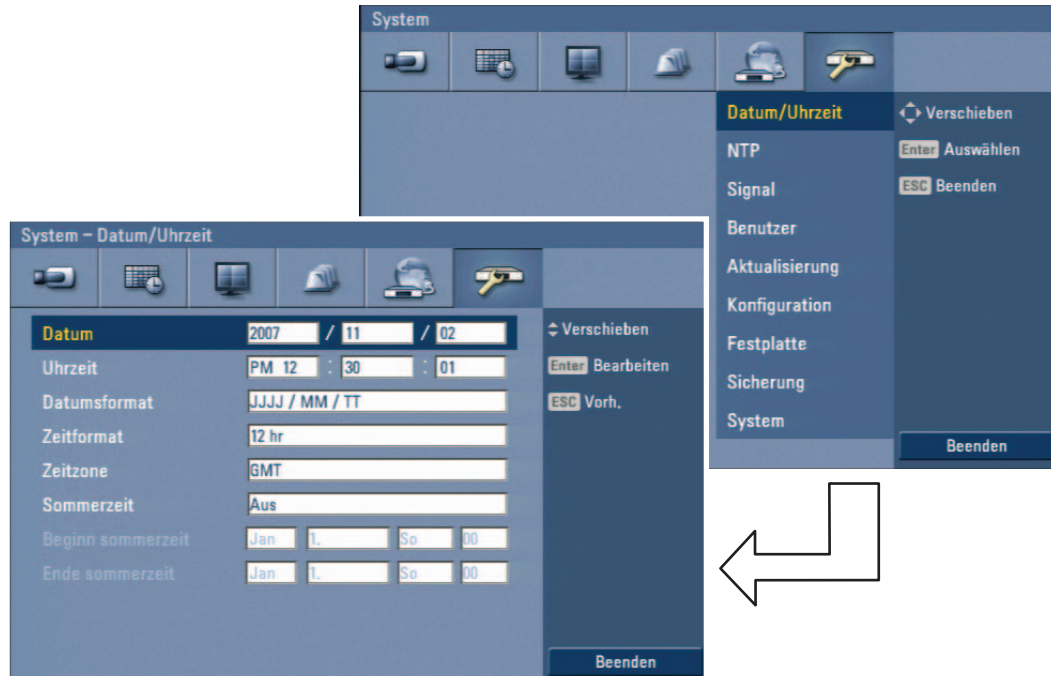 System
Datum/Uhrzeit
NTP
Signal
Benutzer
Aktualisierung
Konfiguration
Festplatte
Sicherung
System
Verschieben
Enter Auswählen
ESC Beenden
Beenden
System – Datum/Uhrzeit
Datum 2007 / 11 / 02
Uhrzeit PM 12 : 30 : 01
Datumsformat JJJJ / MM / TT
Zeitformat 12 hr
Zeitzone GMT
Sommerzeit Aus
Beginn sommerzeit Jan 1. So 00
Ende sommerzeit Jan 1. So 00
Verschieben
Enter Bearbeiten
ESC Vorh.
Beenden